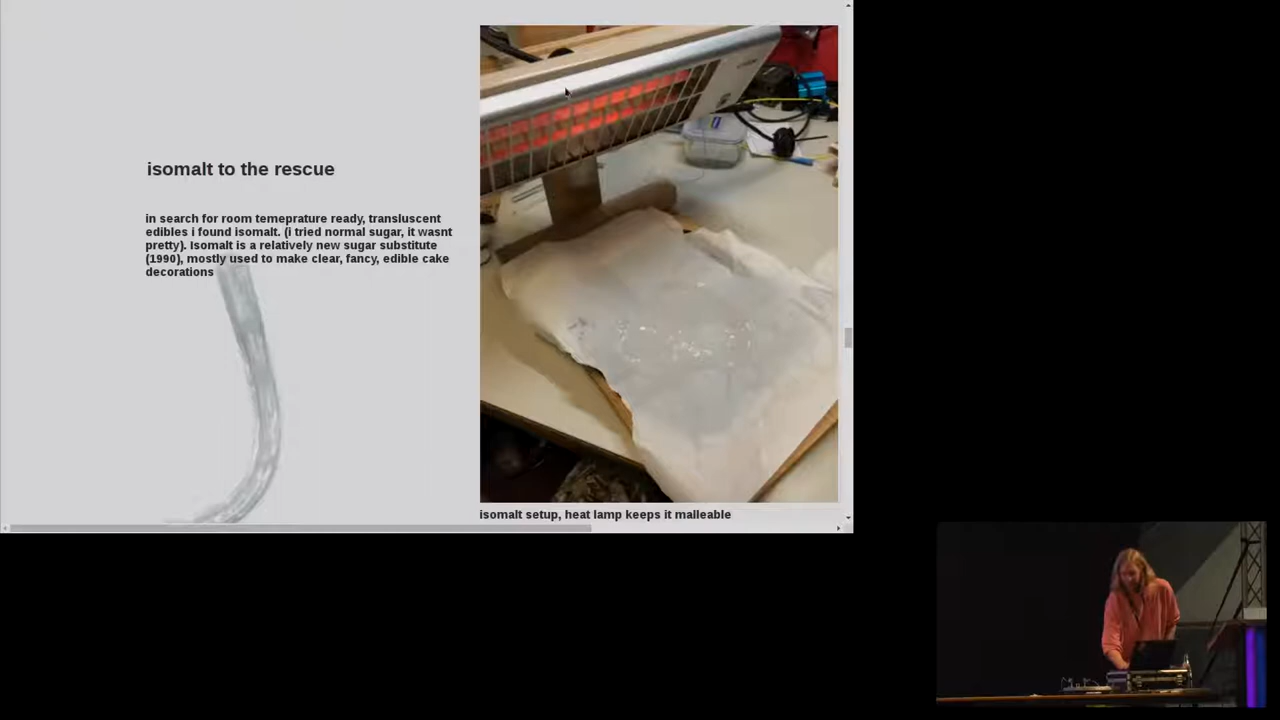 isomalt to the rescue
in search for room temeprature ready, transluscent
edibles i found isomalt. (i tried normal sugar, it wasnt
pretty). Isomalt is a relatively new sugar substitute
(1990), mostly used to make clear, fancy, edible cake
decorations
isomalt setup, heat lamp keeps it malleable